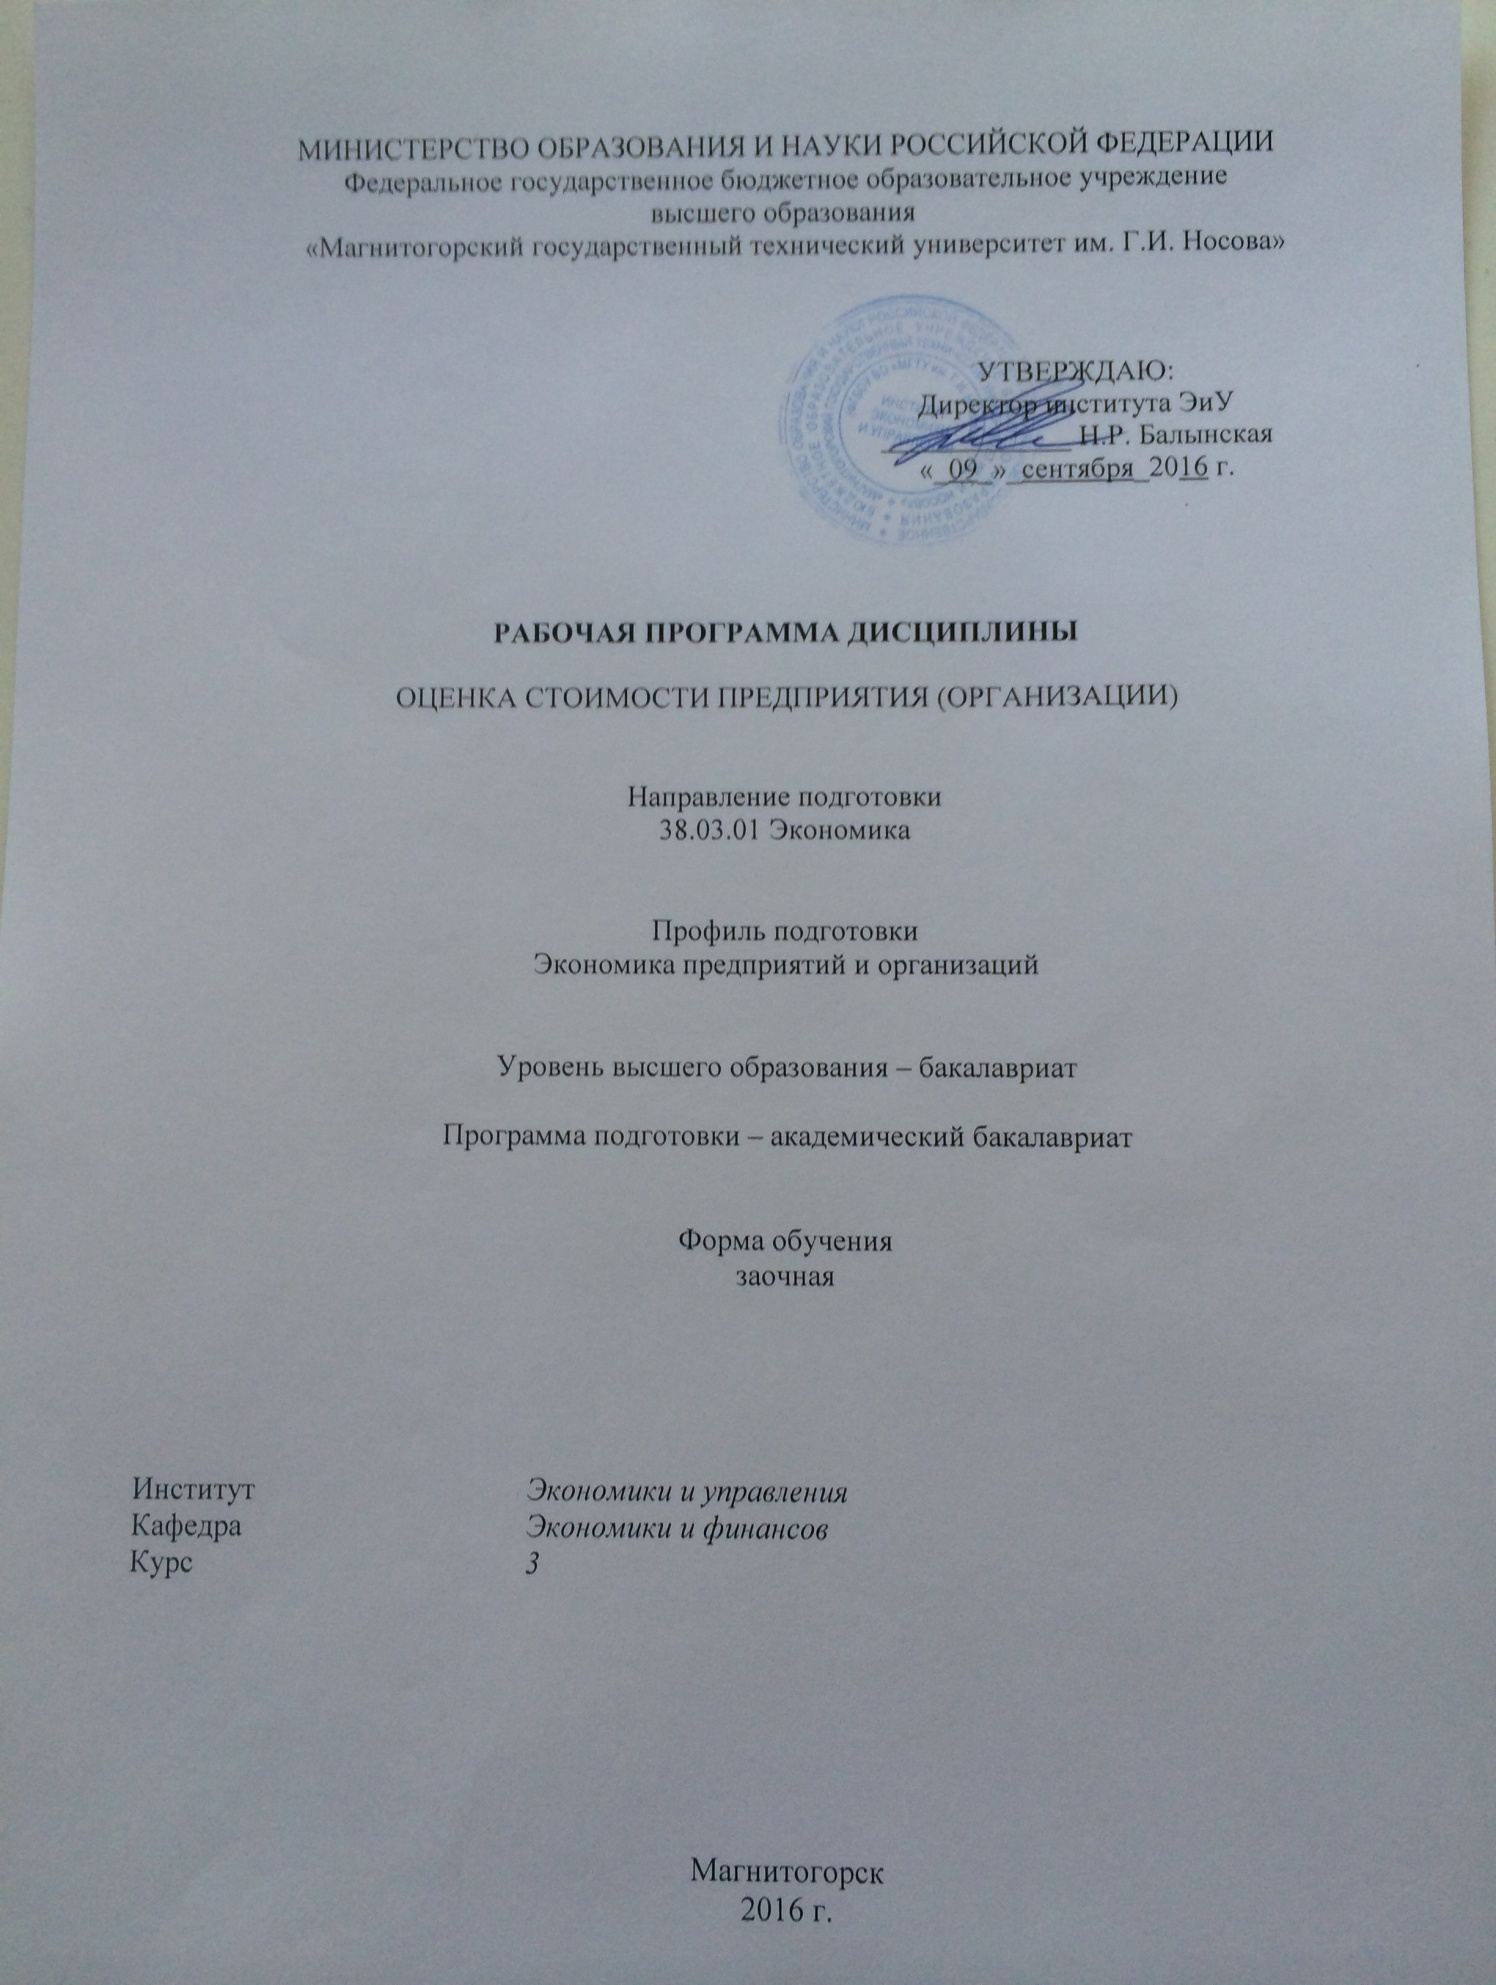 МИНИСТЕРСТВО ОБРАЗОВАНИЯ И НАУКИ РОССИЙСКОЙ ФЕДЕРАЦИИ
Федеральное государственное бюджетное образовательное учреждение
высшего образования
«Магнитогорский государственный технический университет им. Г.И. Носова»
УТВЕРЖДАЮ:
Директор института ЭиУ
Н.Р. Балынская
« 09 » сентября 2016 г.
РАБОЧАЯ ПРОГРАММА ДИСЦИПЛИНЫ
ОЦЕНКА СТОИМОСТИ ПРЕДПРИЯТИЯ (ОРГАНИЗАЦИИ)
Направление подготовки
38.03.01 Экономика
Профиль подготовки
Экономика предприятий и организаций
Уровень высшего образования – бакалавриат
Программа подготовки – академический бакалавриат
Форма обучения
заочная
Институт Экономики и управления
Кафедра Экономики и финансов
Курс 3
Магнитогорск
2016 г.